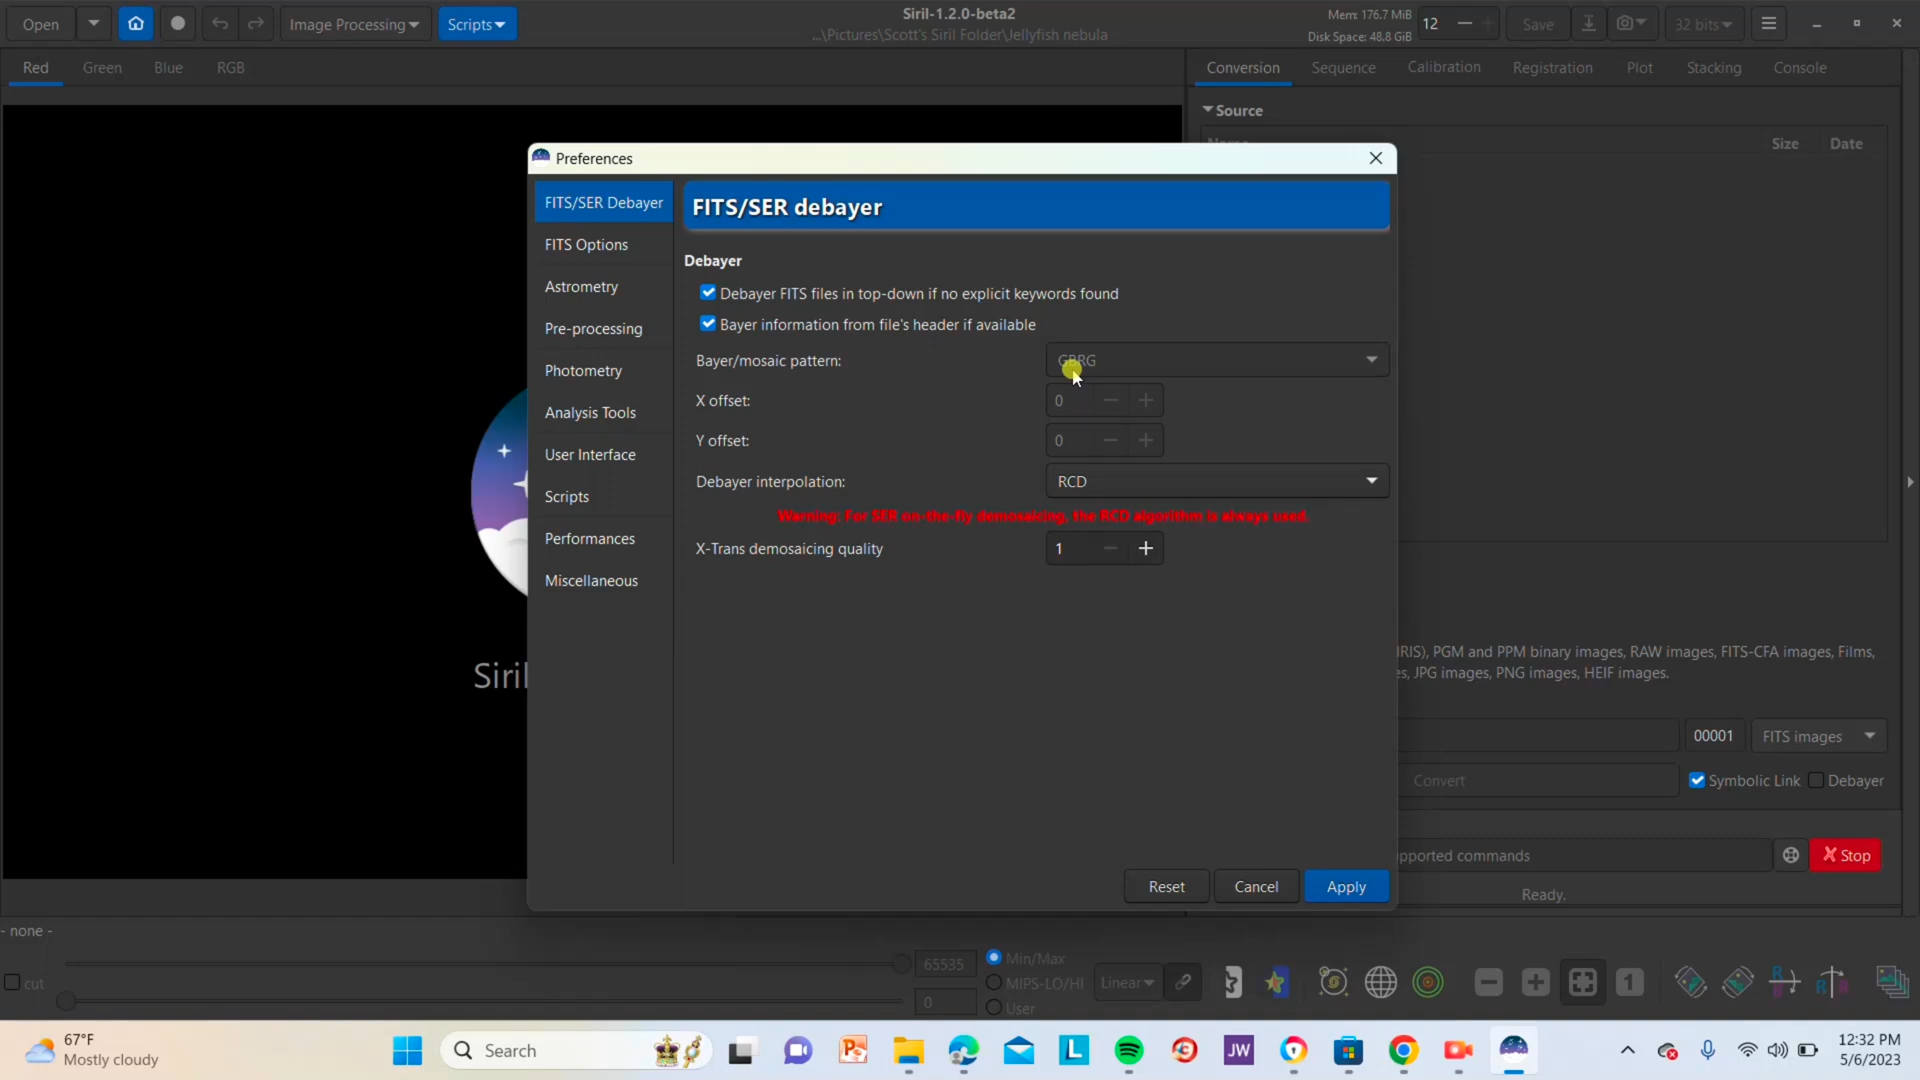 Open
Image Processing
Scripts
Siril-1.2.0-beta2
...\Pictures\Scott's Siril Folder\Jellyfish nebula
Mem: 176.7 MiB
Disk Space: 48.8 GiB
12
Save
32 bits
Red Green Blue RGB
Conversion Sequence Calibration Registration Plot Stacking Console
Source
Size Date
Preferences
FITS/SER Debayer
FITS Options
Astrometry
Pre-processing
Photometry
Analysis Tools
User Interface
Scripts
Performances
Miscellaneous
FITS/SER debayer
Debayer
Debayer FITS files in top-down if no explicit keywords found
Bayer information from file's header if available
Bayer/mosaic pattern: GBRG
X offset: 0
Y offset: 0
Debayer interpolation: RCD
Warning: For SER on-the-fly demosaicing, the RCD algorithm is always used.
X-Trans demosaicing quality 1
Reset Cancel Apply
Siril
IRIS), PGM and PPM binary images, RAW images, FITS-CFA images, Films,
JPG images, PNG images, HEIF images.
00001 FITS images
Convert Symbolic Link Debayer
pported commands
Stop
Ready.
- none -
cut
65535
0
Min/Max
MIPS-LO/HI
User
Linear
1
67°F
Mostly cloudy
Search
L
JW
12:32 PM
5/6/2023